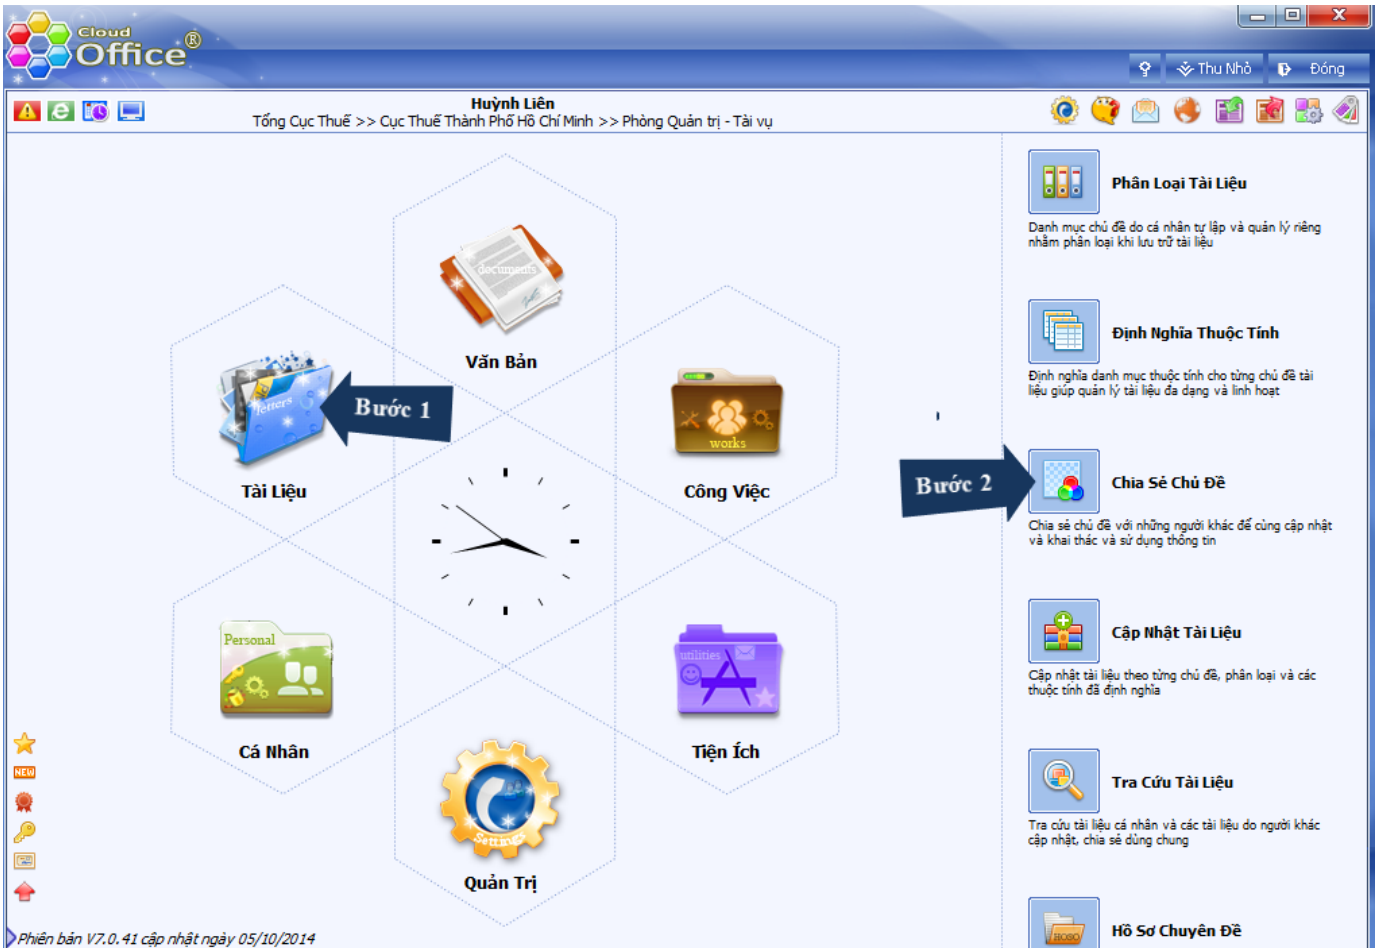 Cloud
Office®
Thu Nhỏ
Đóng
Huỳnh Liên
Tổng Cục Thuế >> Cục Thuế Thành Phố Hồ Chí Minh >> Phòng Quản trị - Tài vụ
documents
Văn Bản
letters
Tài Liệu
Bước 1
works
Công Việc
Personal
Cá Nhân
utilities
Tiện Ích
Settings
Quản Trị
NEW
Phiên bản V7.0.41 cập nhật ngày 05/10/2014
Phân Loại Tài Liệu
Danh mục chủ đề do cá nhân tự lập và quản lý riêng
nhằm phân loại khi lưu trữ tài liệu
Định Nghĩa Thuộc Tính
Định nghĩa danh mục thuộc tính cho từng chủ đề tài
liệu giúp quản lý tài liệu đa dạng và linh hoạt
Bước 2
Chia Sẻ Chủ Đề
Chia sẻ chủ đề với những người khác để cùng cập nhật
và khai thác và sử dụng thông tin
Cập Nhật Tài Liệu
Cập nhật tài liệu theo từng chủ đề, phân loại và các
thuộc tính đã định nghĩa
Tra Cứu Tài Liệu
Tra cứu tài liệu cá nhân và các tài liệu do người khác
cập nhật, chia sẻ dùng chung
HOSO
Hồ Sơ Chuyên Đề